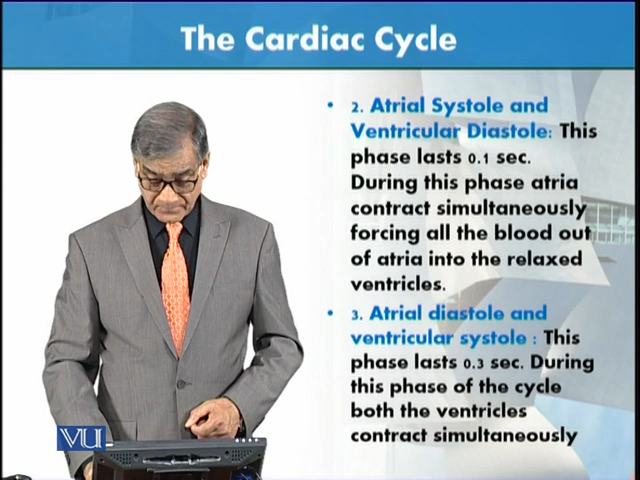 The Cardiac Cycle
• 2. Atrial Systole and
Ventricular Diastole: This
phase lasts 0.1 sec.
During this phase atria
contract simultaneously
forcing all the blood out
of atria into the relaxed
ventricles.
• 3. Atrial diastole and
ventricular systole : This
phase lasts 0.3 sec. During
this phase of the cycle
both the ventricles
contract simultaneously
VU